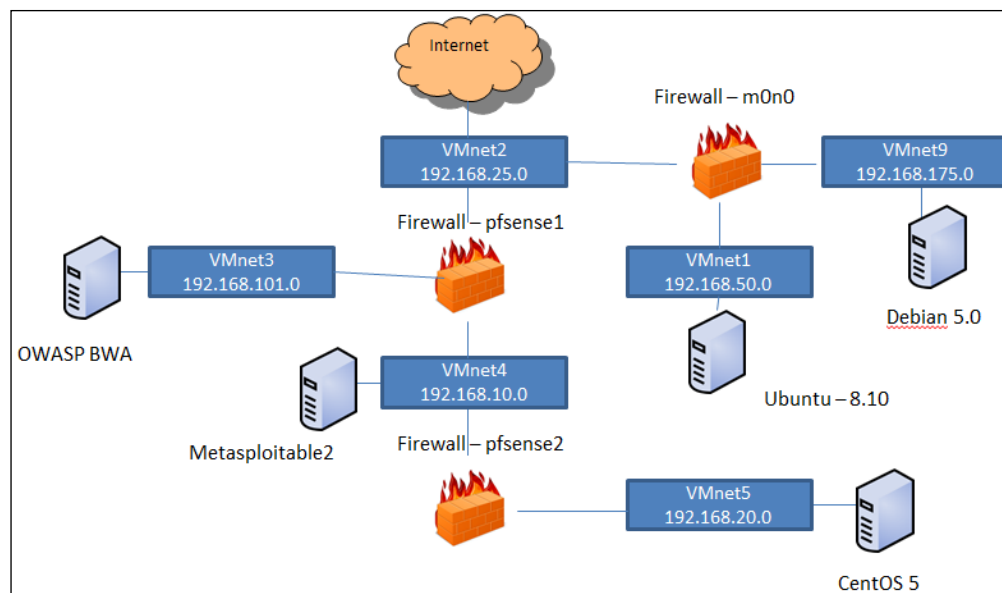 Internet
Firewall – m0n0
VMnet2
192.168.25.0
VMnet9
192.168.175.0
Firewall – pfsense1
VMnet3
192.168.101.0
VMnet1
192.168.50.0
Debian 5.0
OWASP BWA
VMnet4
192.168.10.0
Ubuntu – 8.10
Metasploitable2
Firewall – pfsense2
VMnet5
192.168.20.0
CentOS 5